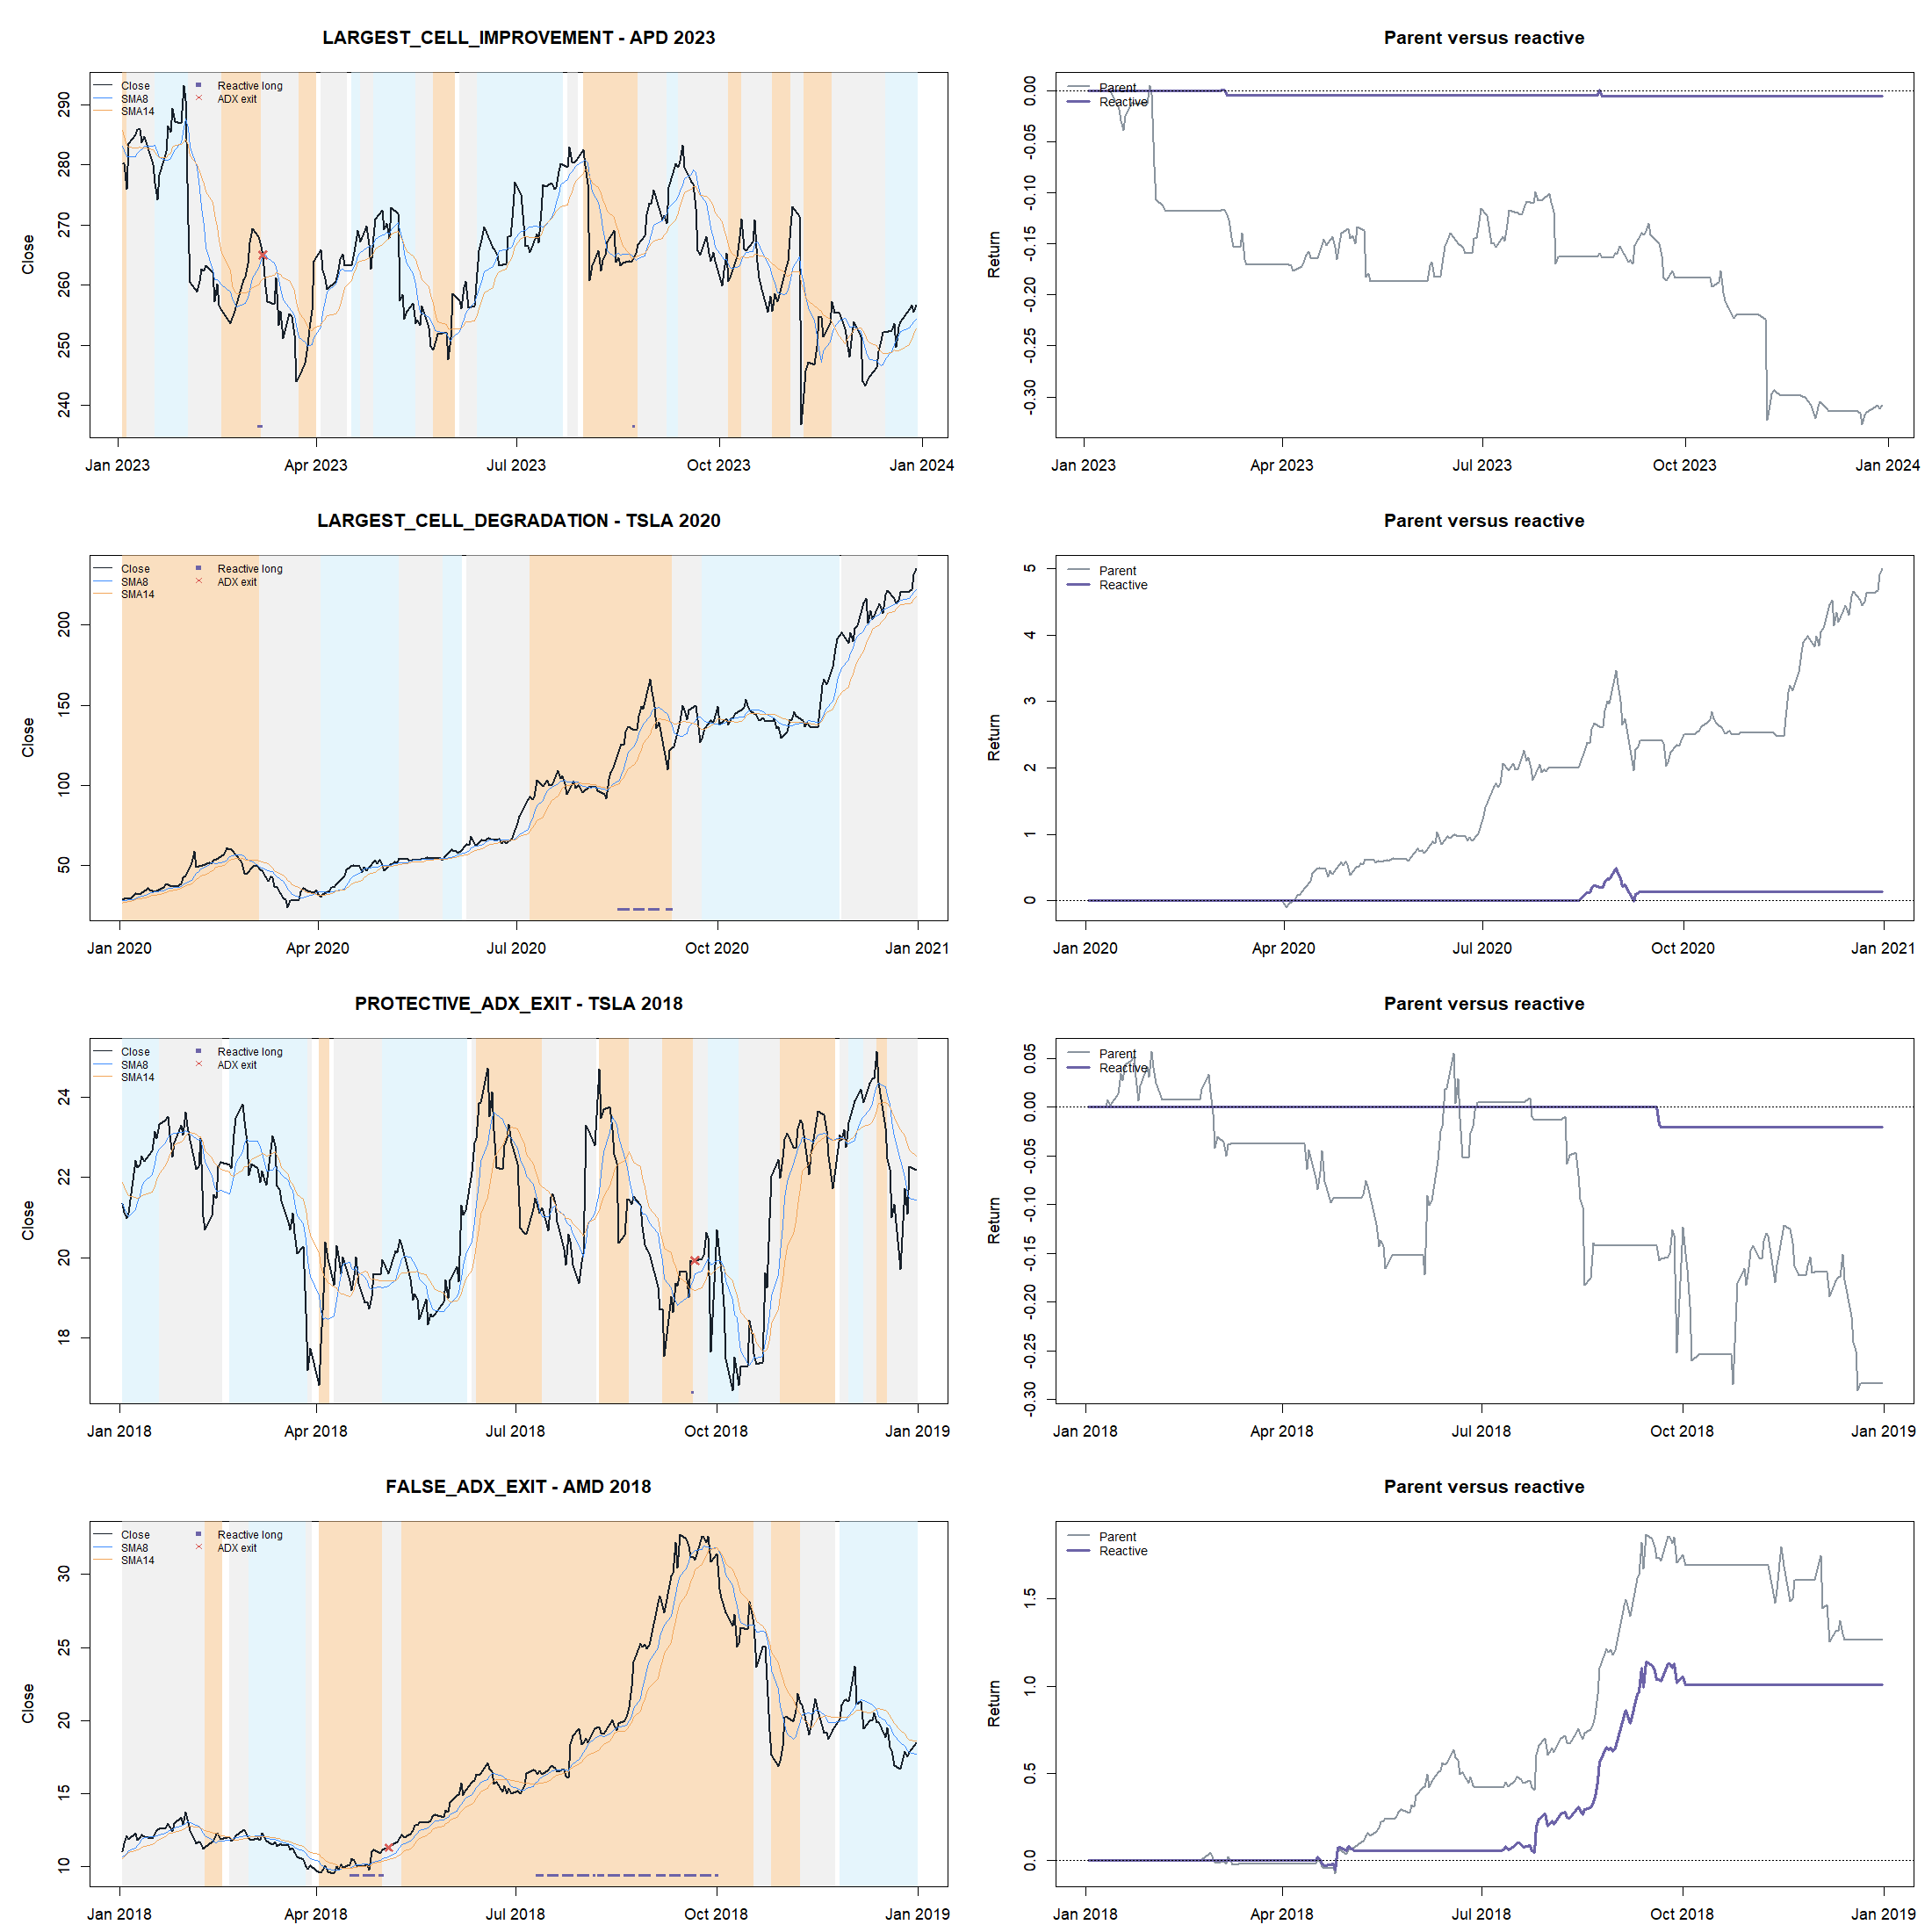 LARGEST_CELL_IMPROVEMENT - APD 2023
Close
SMA8
SMA14
Reactive long
ADX exit
Close
290
280
270
260
250
240
Jan 2023
Apr 2023
Jul 2023
Oct 2023
Jan 2024
Parent versus reactive
Parent
Reactive
Return
0.00
-0.05
-0.10
-0.15
-0.20
-0.25
-0.30
Jan 2023
Apr 2023
Jul 2023
Oct 2023
Jan 2024
LARGEST_CELL_DEGRADATION - TSLA 2020
Close
SMA8
SMA14
Reactive long
ADX exit
Close
200
150
100
50
Jan 2020
Apr 2020
Jul 2020
Oct 2020
Jan 2021
Parent versus reactive
Parent
Reactive
Return
5
4
3
2
1
0
Jan 2020
Apr 2020
Jul 2020
Oct 2020
Jan 2021
PROTECTIVE_ADX_EXIT - TSLA 2018
Close
SMA8
SMA14
Reactive long
ADX exit
Close
24
22
20
18
Jan 2018
Apr 2018
Jul 2018
Oct 2018
Jan 2019
Parent versus reactive
Parent
Reactive
Return
0.05
0.00
-0.05
-0.10
-0.15
-0.20
-0.25
-0.30
Jan 2018
Apr 2018
Jul 2018
Oct 2018
Jan 2019
FALSE_ADX_EXIT - AMD 2018
Close
SMA8
SMA14
Reactive long
ADX exit
Close
30
25
20
15
10
Jan 2018
Apr 2018
Jul 2018
Oct 2018
Jan 2019
Parent versus reactive
Parent
Reactive
Return
1.5
1.0
0.5
0.0
Jan 2018
Apr 2018
Jul 2018
Oct 2018
Jan 2019